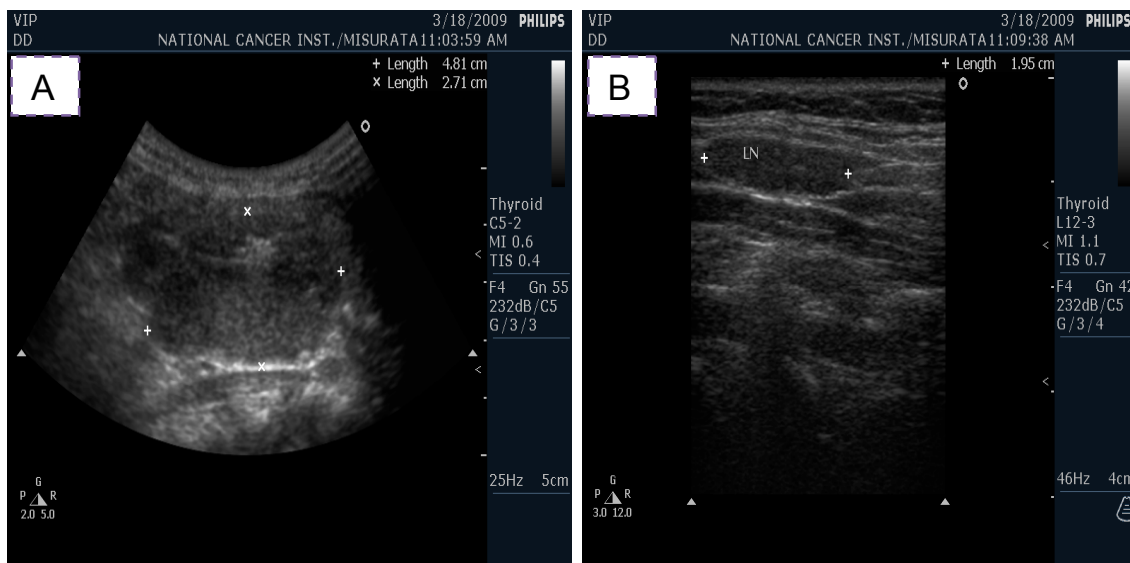 VIP 3/18/2009 PHILIPS
DD NATIONAL CANCER INST./MISURATA11:03:59 AM
A
+ Length 4.81 cm
x Length 2.71 cm
Thyroid
C5-2
MI 0.6
TIS 0.4
F4 Gn 55
232dB/C5
G/3/3
25Hz 5cm
G
P R
2.0 5.0
VIP 3/18/2009 PHILIPS
DD NATIONAL CANCER INST./MISURATA11:09:38 AM
B
+ Length 1.95 cm
LN
Thyroid
L12-3
MI 1.1
TIS 0.7
F4 Gn 42
232dB/C5
G/3/4
46Hz 4cm
G
P R
3.0 12.0